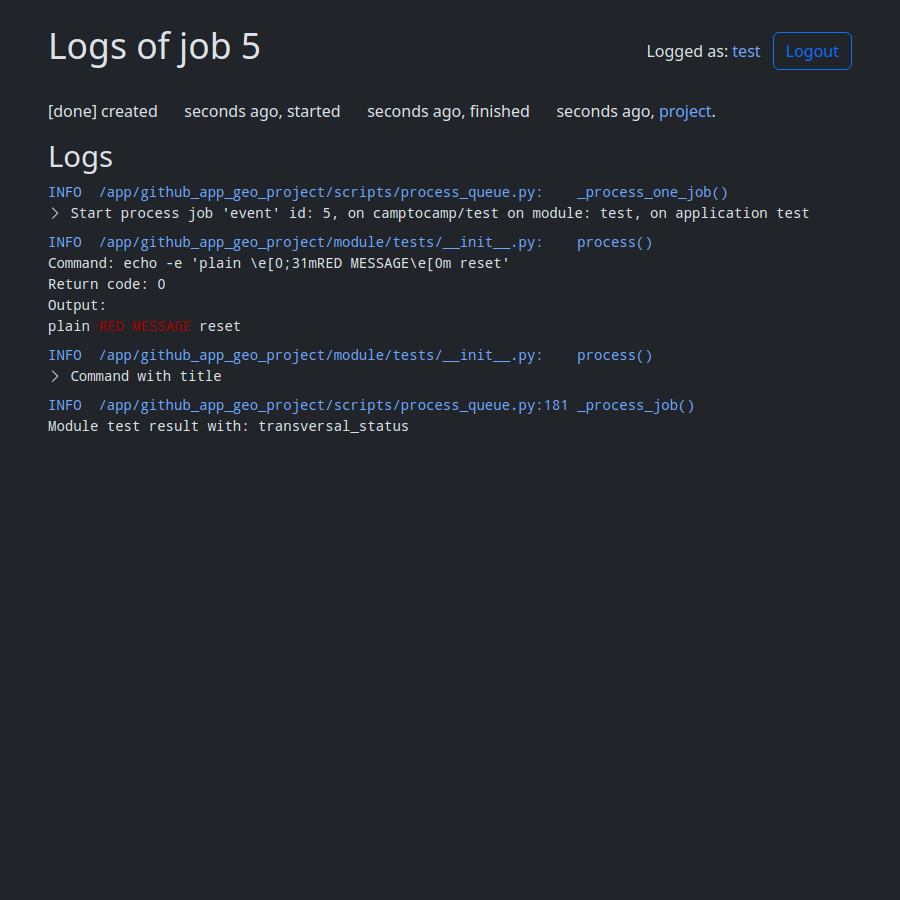 Logs of job 5
Logged as: test Logout
[done] created seconds ago, started seconds ago, finished seconds ago, project.
Logs
INFO /app/github_app_geo_project/scripts/process_queue.py: _process_one_job()
> Start process job 'event' id: 5, on camptocamp/test on module: test, on application test
INFO /app/github_app_geo_project/module/tests/__init__.py: process()
Command: echo -e 'plain \e[0;31mRED MESSAGE\e[0m reset'
Return code: 0
Output:
plain RED MESSAGE reset
INFO /app/github_app_geo_project/module/tests/__init__.py: process()
> Command with title
INFO /app/github_app_geo_project/scripts/process_queue.py:181 _process_job()
Module test result with: transversal_status